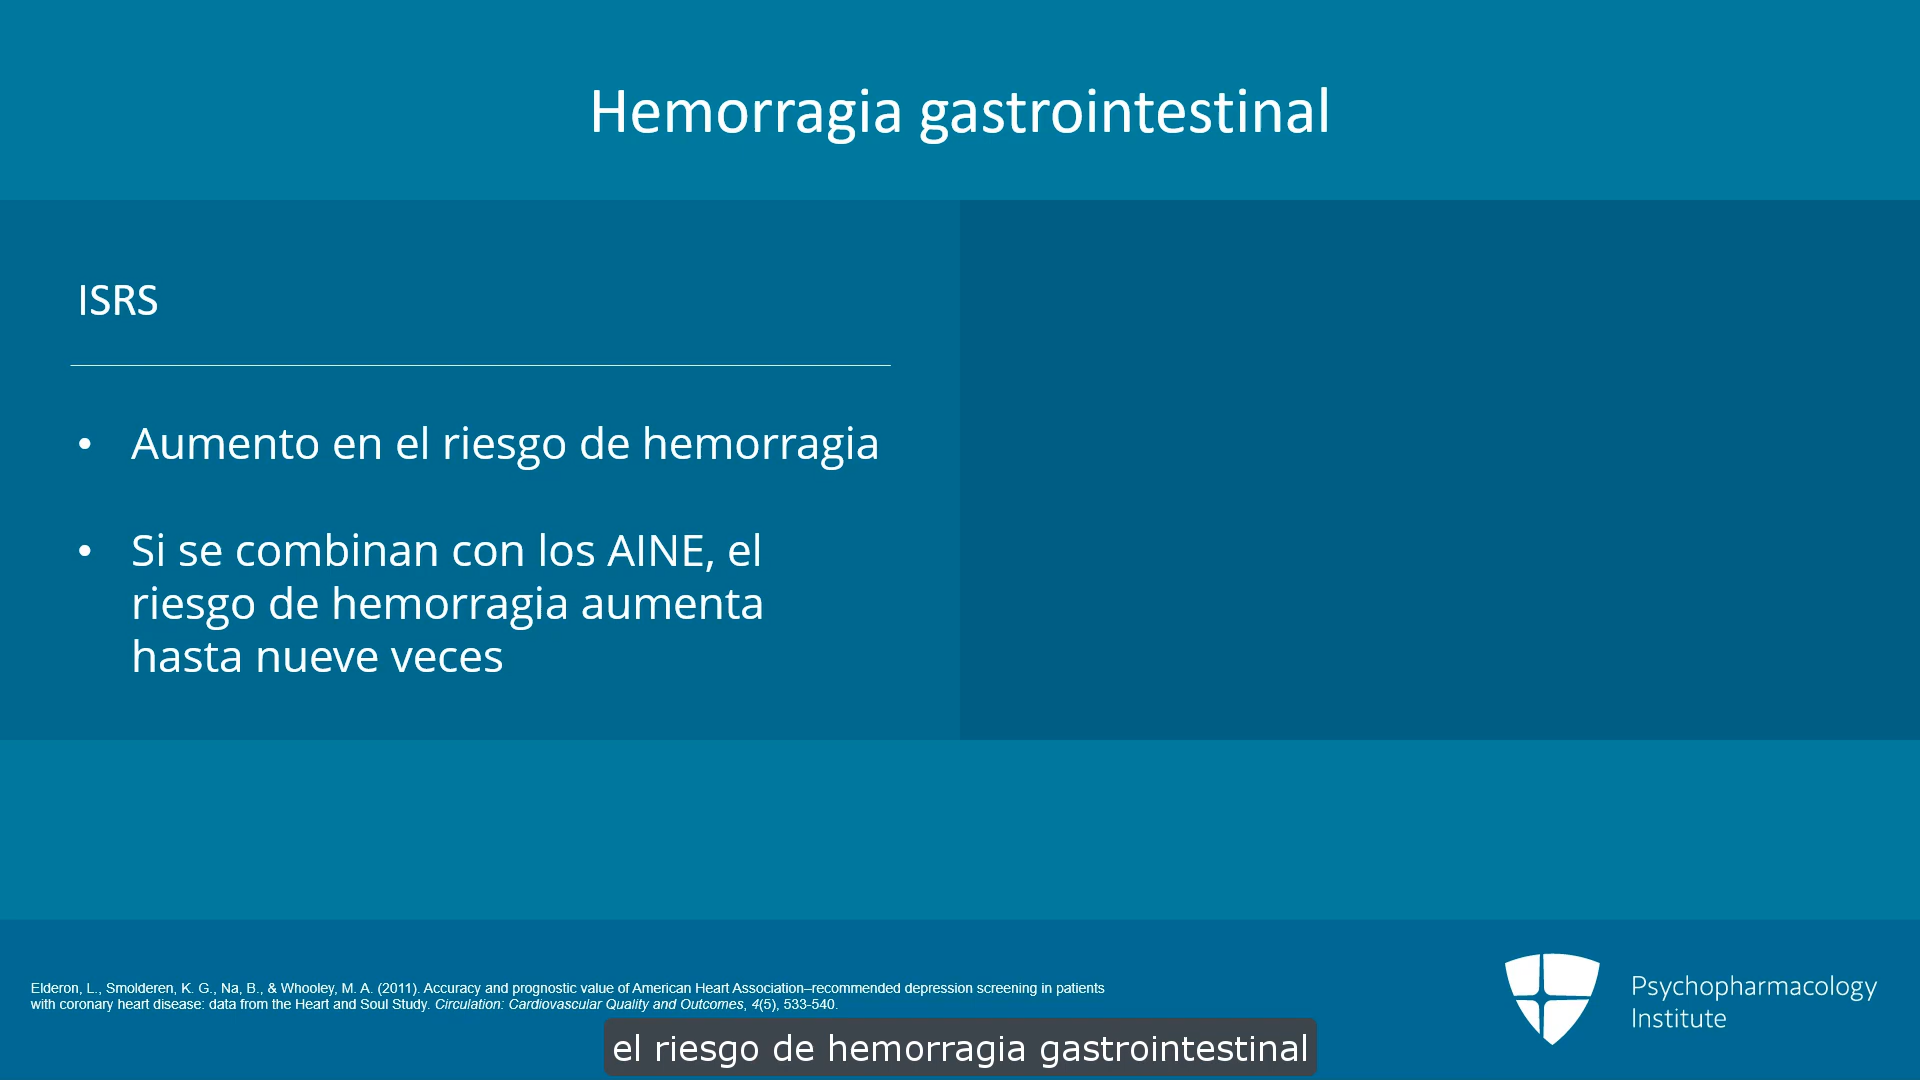 Hemorragia gastrointestinal
ISRS
• Aumento en el riesgo de hemorragia
• Si se combinan con los AINE, el
riesgo de hemorragia aumenta
hasta nueve veces
Elderon, L., Smolderen, K. G., Na, B., & Whooley, M. A. (2011). Accuracy and prognostic value of American Heart Association–recommended depression screening in patients
with coronary heart disease: data from the Heart and Soul Study. Circulation: Cardiovascular Quality and Outcomes, 4(5), 533-540.
Psychopharmacology
Institute
el riesgo de hemorragia gastrointestinal